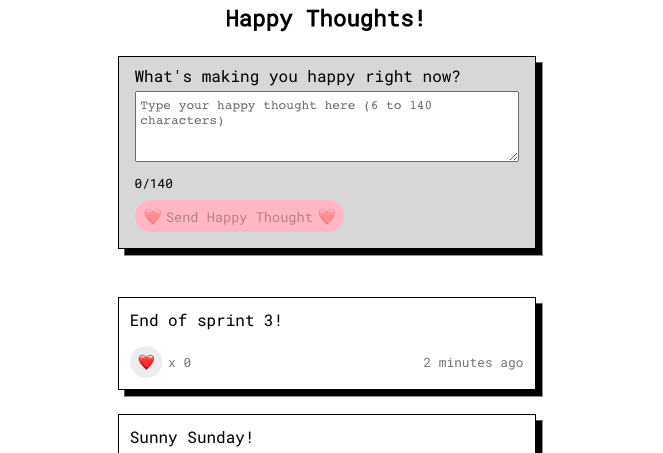 Happy Thoughts!
What's making you happy right now?
Type your happy thought here (6 to 140
characters)
0/140
Send Happy Thought
End of sprint 3!
x 0
2 minutes ago
Sunny Sunday!